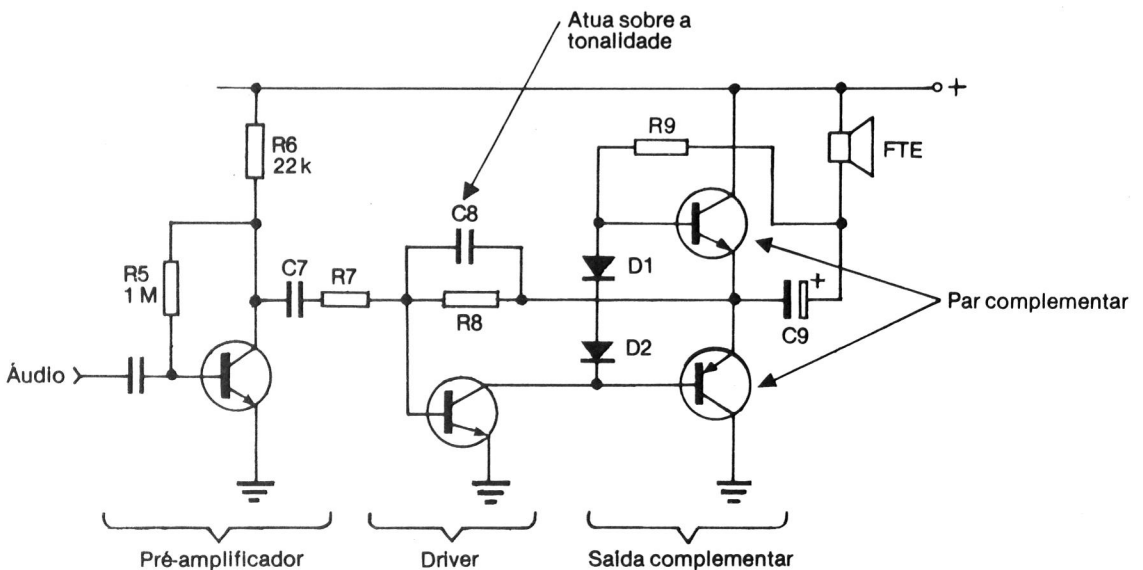 Atua sobre a
tonalidade
+
R6
22 k
R9
FTE
C8
R5
1 M
C7
R7
D1
R8
+
C9
Par complementar
D2
Áudio
Pré-amplificador
Driver
Saída complementar